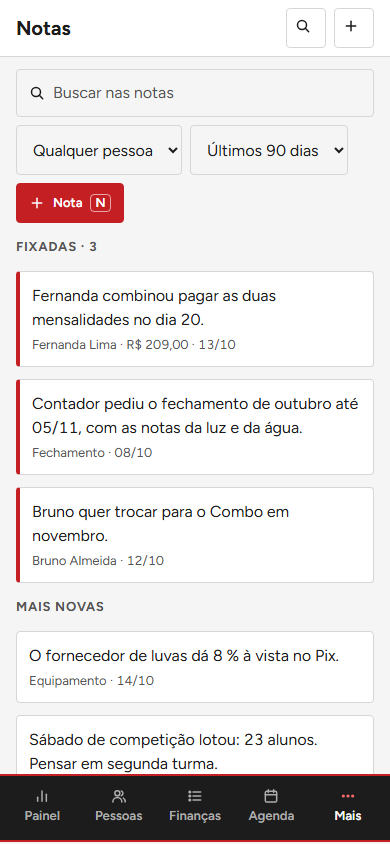 Notas
Buscar nas notas
Qualquer pessoa
Últimos 90 dias
Nota N
FIXADAS · 3
Fernanda combinou pagar as duas
mensalidades no dia 20.
Fernanda Lima · R$ 209,00 · 13/10
Contador pediu o fechamento de outubro até
05/11, com as notas da luz e da água.
Fechamento · 08/10
Bruno quer trocar para o Combo em
novembro.
Bruno Almeida · 12/10
MAIS NOVAS
O fornecedor de luvas dá 8 % à vista no Pix.
Equipamento · 14/10
Sábado de competição lotou: 23 alunos.
Pensar em segunda turma.
Painel
Pessoas
Finanças
Agenda
Mais